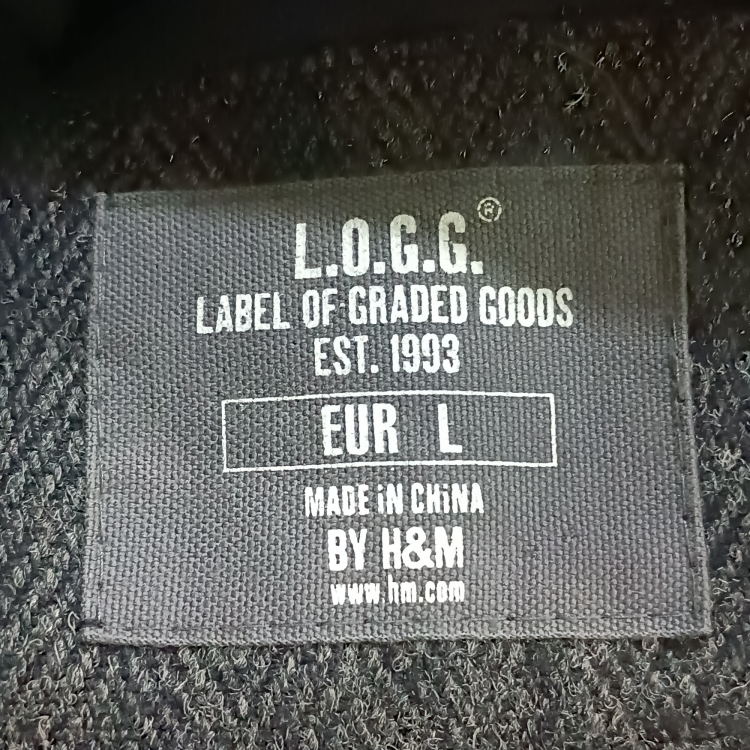 L.O.G.G.®
LABEL OF GRADED GOODS
EST. 1993
EUR L
MADE iN CHiNA
BY H&M
www.hm.com